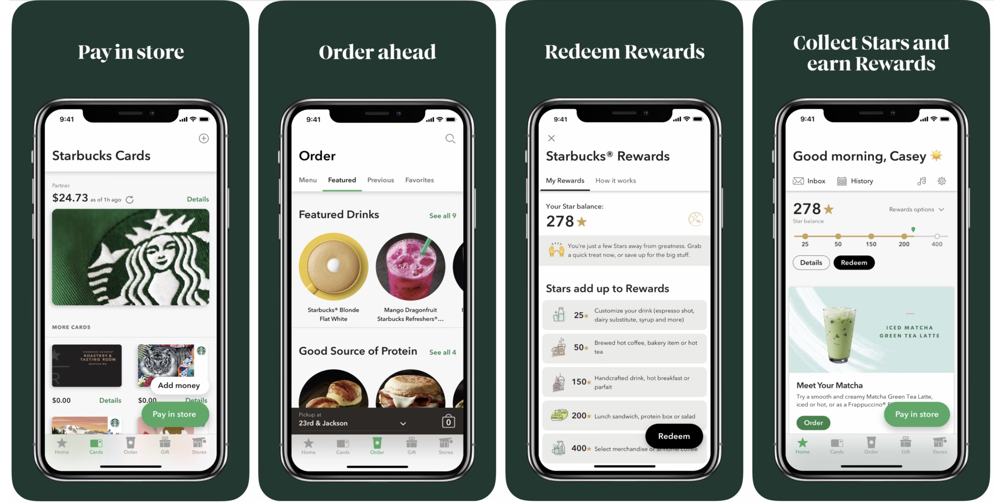 Pay in store
9:41
Starbucks Cards
Partner
$24.73 as of 1h ago
Details
MORE CARDS
STARBUCKS RESERVE®
ROASTERY &
TASTING ROOM
SEATTLE, WA
R
Add money
$0.00
Details
$0.00
Details
Pay in store
Home
Cards
Order
Gift
Stores
Order ahead
9:41
Order
Menu
Featured
Previous
Favorites
Featured Drinks
See all 9
Starbucks® Blonde
Flat White
Mango Dragonfruit
Starbucks Refreshers®...
Good Source of Protein
See all 4
Pickup at
23rd & Jackson
0
Home
Cards
Order
Gift
Stores
Redeem Rewards
9:41
Starbucks® Rewards
My Rewards
How it works
Your Star balance:
278
'16
You're just a few Stars away from greatness. Grab
a quick treat now, or save up for the big stuff.
Stars add up to Rewards
25
Customize your drink (espresso shot,
dairy substitute, syrup and more)
50
Brewed hot coffee, bakery item or hot
tea
150
Handcrafted drink, hot breakfast or
parfait
200
Lunch sandwich, protein box or salad
Redeem
400
Select merchandise or at-home coffee
Collect Stars and
earn Rewards
9:41
Good morning, Casey
Inbox
History
278
Rewards options
Star balance
25
50
150
200
400
Details
Redeem
ICED MATCHA
GREEN TEA LATTE
Meet Your Matcha
Try a smooth and creamy Matcha Green Tea Latte,
iced or hot, or as a Frappuccino®
Pay in store
Order
Home
Cards
Order
Gift
Stores